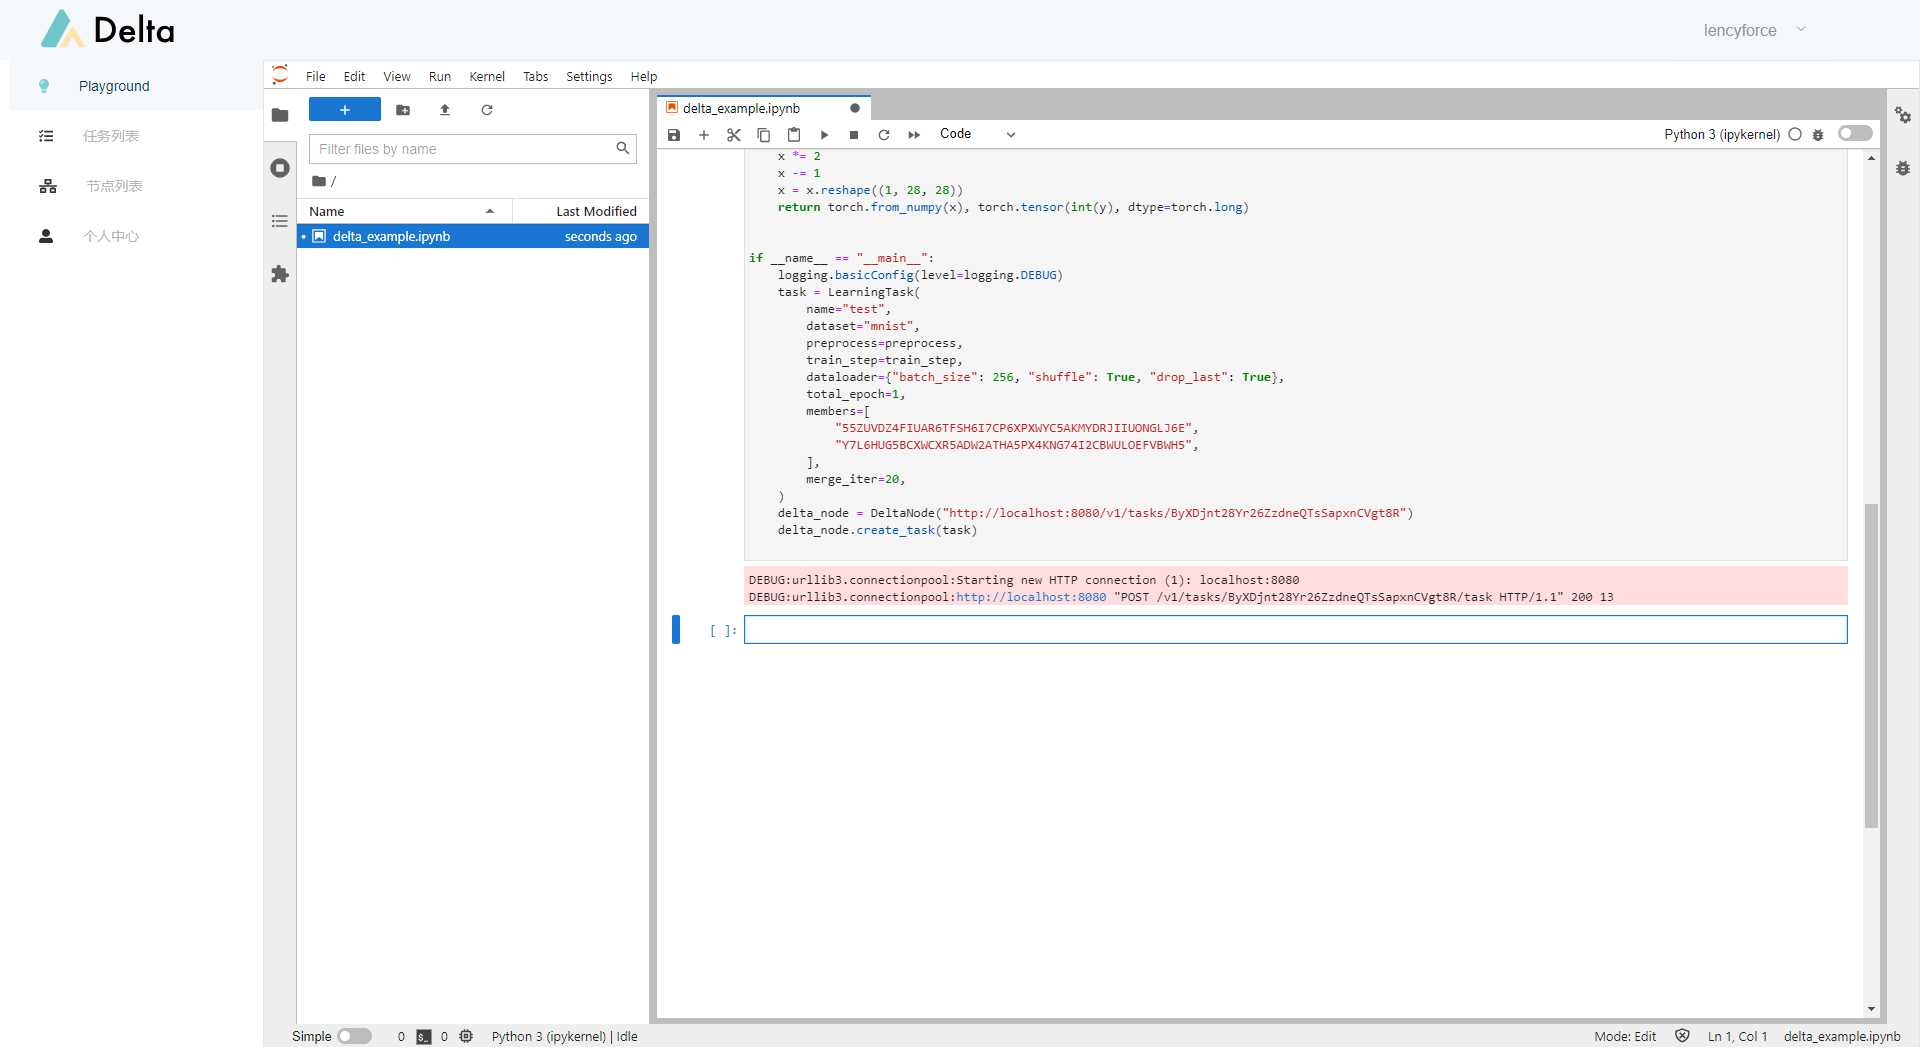 Delta
lencyforce
Playground
任务列表
节点列表
个人中心
File Edit View Run Kernel Tabs Settings Help
Filter files by name
/
Name Last Modified
delta_example.ipynb seconds ago
delta_example.ipynb
Code
Python 3 (ipykernel)
x *= 2
x -= 1
x = x.reshape((1, 28, 28))
return torch.from_numpy(x), torch.tensor(int(y), dtype=torch.long)
if __name__ == "__main__":
logging.basicConfig(level=logging.DEBUG)
task = LearningTask(
name="test",
dataset="mnist",
preprocess=preprocess,
train_step=train_step,
dataloader={"batch_size": 256, "shuffle": True, "drop_last": True},
total_epoch=1,
members=[
"55ZUVDZ4FIUAR6TFSH6I7CP6XPXWYC5AKMYDRJIIUONGLJ6E",
"Y7L6HUG5BCXWCXR5ADW2ATHA5PX4KNG74I2CBWULOEFVBWH5",
],
merge_iter=20,
)
delta_node = DeltaNode("http://localhost:8080/v1/tasks/ByXDjnt28Yr26ZzdneQTsSapxnCVgt8R")
delta_node.create_task(task)
DEBUG:urllib3.connectionpool:Starting new HTTP connection (1): localhost:8080
DEBUG:urllib3.connectionpool:http://localhost:8080 "POST /v1/tasks/ByXDjnt28Yr26ZzdneQTsSapxnCVgt8R/task HTTP/1.1" 200 13
[ ]:
Simple 0 $_ 0 Python 3 (ipykernel) | Idle
Mode: Edit Ln 1, Col 1 delta_example.ipynb